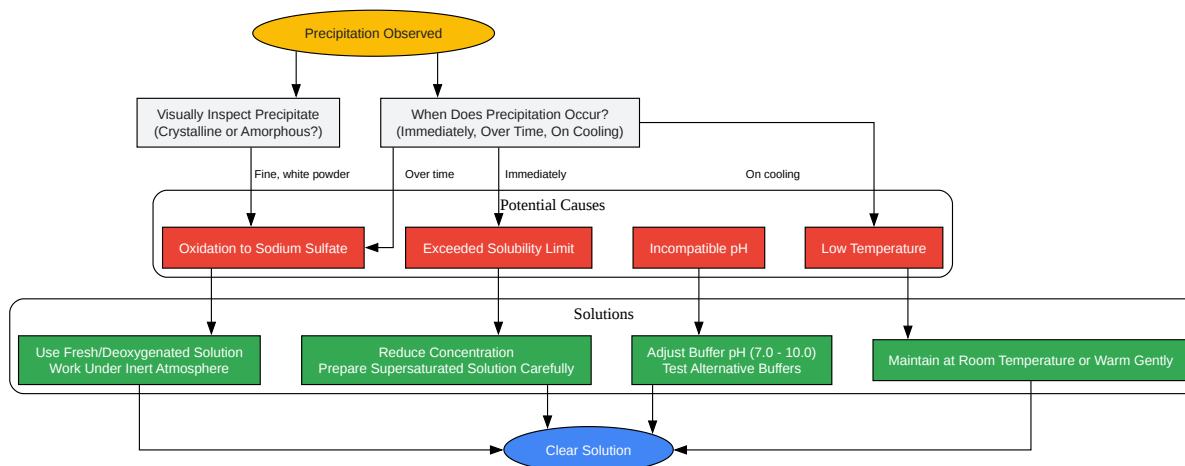 Precipitation Observed
Visually Inspect Precipitate
(Crystalline or Amorphous?)
When Does Precipitation Occur?
(Immediately, Over Time, On Cooling)
Fine, white powder
Over time
Immediately
On cooling
Potential Causes
Oxidation to Sodium Sulfate
Exceeded Solubility Limit
Incompatible pH
Low Temperature
Solutions
Use Fresh/Deoxygenated Solution
Work Under Inert Atmosphere
Reduce Concentration
Prepare Supersaturated Solution Carefully
Adjust Buffer pH (7.0 - 10.0)
Test Alternative Buffers
Maintain at Room Temperature or Warm Gently
Clear Solution